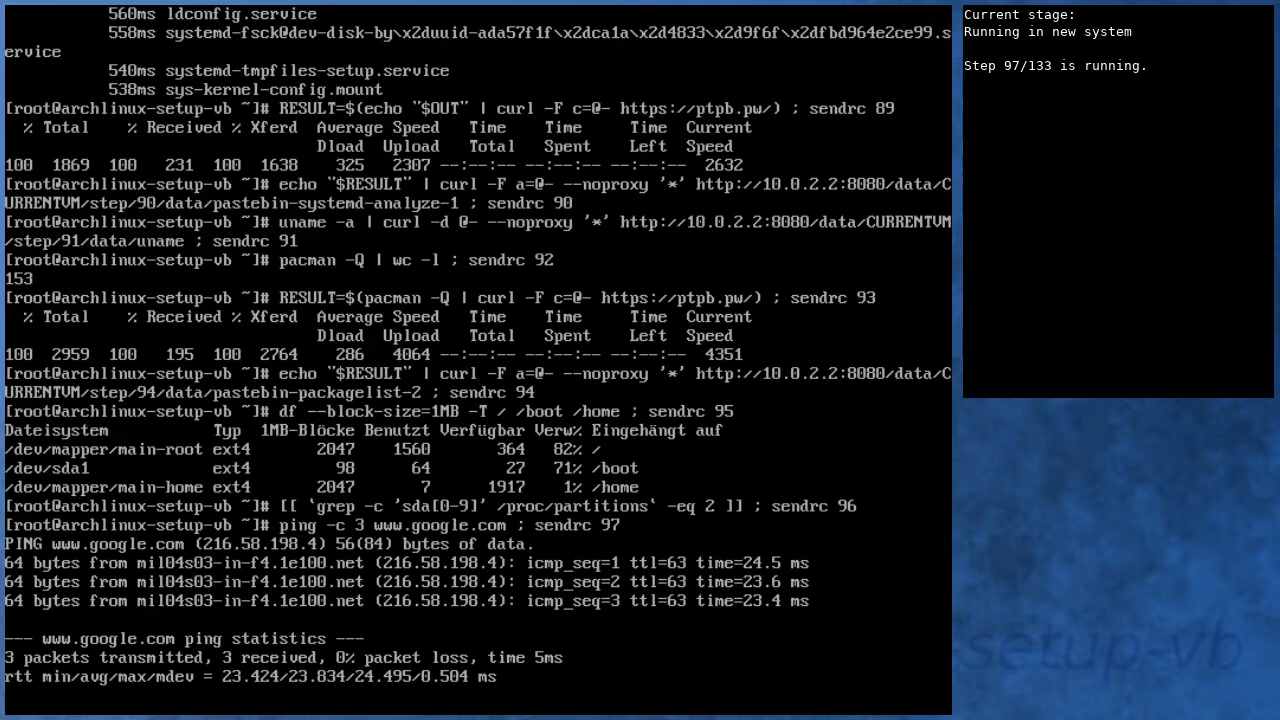 560ms ldconfig.service
558ms systemd-fsck@dev-disk-by\x2duuid-ada57f1f\x2dca1a\x2d4833\x2d9f6f\x2dfbd964e2ce99.s
ervice
540ms systemd-tmpfiles-setup.service
538ms sys-kernel-config.mount
[root@archlinux-setup-vb ~]# RESULT=$(echo "$OUT" | curl -F c=@- https://ptpb.pw/) ; sendrc 89
% Total    % Received % Xferd  Average Speed   Time    Time     Time  Current
Dload  Upload   Total   Spent    Left  Speed
100  1869  100   231  100  1638    325   2307 --:--:-- --:--:-- --:--:--  2632
[root@archlinux-setup-vb ~]# echo "$RESULT" | curl -F a=@- --noproxy '*' http://10.0.2.2:8080/data/C
URRENTVM/step/90/data/pastebin-systemd-analyze-1 ; sendrc 90
[root@archlinux-setup-vb ~]# uname -a | curl -d @- --noproxy '*' http://10.0.2.2:8080/data/CURRENTVM
/step/91/data/uname ; sendrc 91
[root@archlinux-setup-vb ~]# pacman -Q | wc -l ; sendrc 92
153
[root@archlinux-setup-vb ~]# RESULT=$(pacman -Q | curl -F c=@- https://ptpb.pw/) ; sendrc 93
% Total    % Received % Xferd  Average Speed   Time    Time     Time  Current
Dload  Upload   Total   Spent    Left  Speed
100  2959  100   195  100  2764    286   4064 --:--:-- --:--:-- --:--:--  4351
[root@archlinux-setup-vb ~]# echo "$RESULT" | curl -F a=@- --noproxy '*' http://10.0.2.2:8080/data/C
URRENTVM/step/94/data/pastebin-packagelist-2 ; sendrc 94
[root@archlinux-setup-vb ~]# df --block-size=1MB -T / /boot /home ; sendrc 95
Dateisystem           Typ  1MB-Blöcke Benutzt Verfügbar Verw% Eingehängt auf
/dev/mapper/main-root ext4       2047    1560       364   82% /
/dev/sda1             ext4         98      64        27   71% /boot
/dev/mapper/main-home ext4       2047       7      1917    1% /home
[root@archlinux-setup-vb ~]# [[ `grep -c 'sda[0-9]' /proc/partitions` -eq 2 ]] ; sendrc 96
[root@archlinux-setup-vb ~]# ping -c 3 www.google.com ; sendrc 97
PING www.google.com (216.58.198.4) 56(84) bytes of data.
64 bytes from mil04s03-in-f4.1e100.net (216.58.198.4): icmp_seq=1 ttl=63 time=24.5 ms
64 bytes from mil04s03-in-f4.1e100.net (216.58.198.4): icmp_seq=2 ttl=63 time=23.6 ms
64 bytes from mil04s03-in-f4.1e100.net (216.58.198.4): icmp_seq=3 ttl=63 time=23.4 ms
--- www.google.com ping statistics ---
3 packets transmitted, 3 received, 0% packet loss, time 5ms
rtt min/avg/max/mdev = 23.424/23.834/24.495/0.504 ms
Current stage:
Running in new system
Step 97/133 is running.
setup-vb